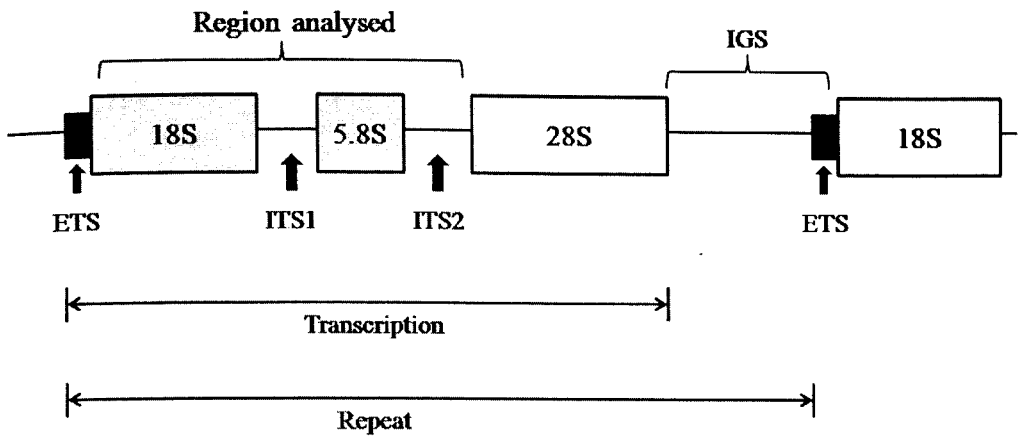 Region analysed
IGS
18S
5.8S
28S
18S
ETS
ITS1
ITS2
ETS
Transcription
Repeat